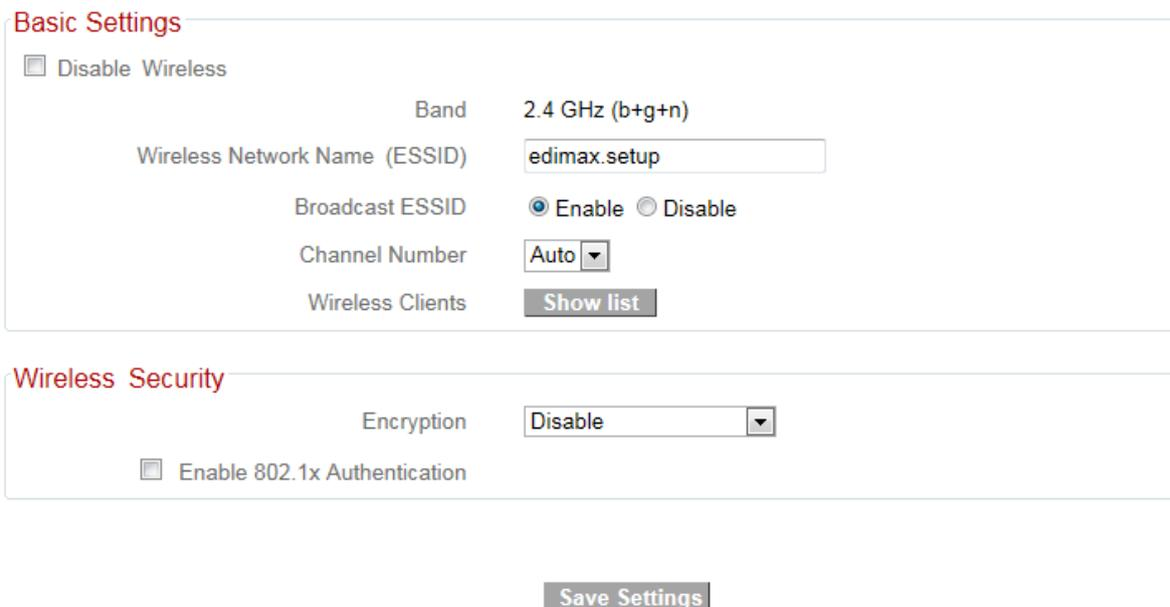 Basic Settings
Disable Wireless
Band 2.4 GHz (b+g+n)
Wireless Network Name (ESSID) edimax.setup
Broadcast ESSID Enable Disable
Channel Number Auto
Wireless Clients Show list
Wireless Security
Encryption Disable
Enable 802.1x Authentication
Save Settings